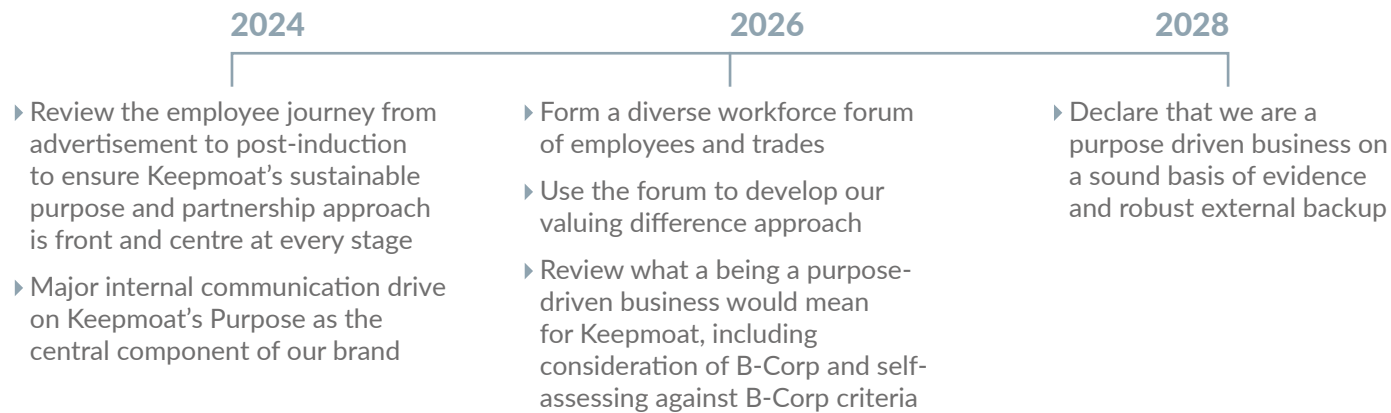 2024
2026
2028
Review the employee journey from
advertisement to post-induction
to ensure Keepmoat’s sustainable
purpose and partnership approach
is front and centre at every stage
Major internal communication drive
on Keepmoat’s Purpose as the
central component of our brand
Form a diverse workforce forum
of employees and trades
Use the forum to develop our
valuing difference approach
Review what a being a purpose-
driven business would mean
for Keepmoat, including
consideration of B-Corp and self-
assessing against B-Corp criteria
Declare that we are a
purpose driven business on
a sound basis of evidence
and robust external backup